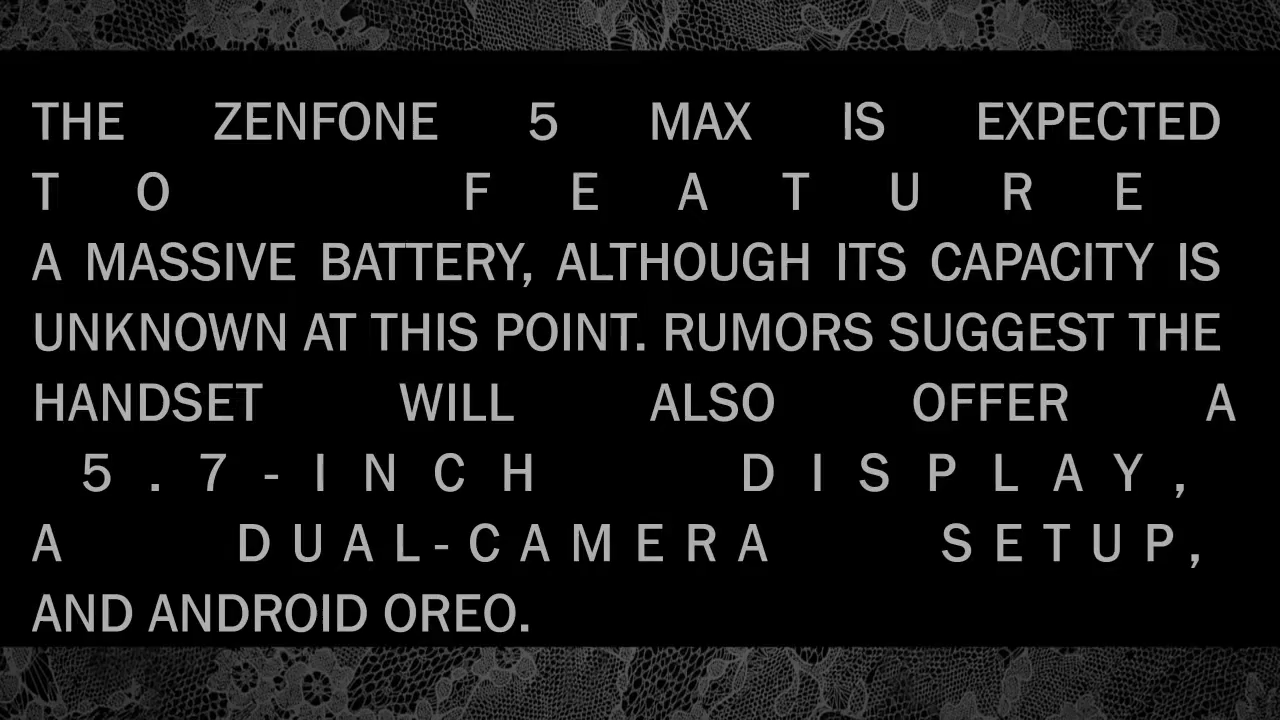 THE ZENFONE 5 MAX IS EXPECTED
TO FEATURE
A MASSIVE BATTERY, ALTHOUGH ITS CAPACITY IS
UNKNOWN AT THIS POINT. RUMORS SUGGEST THE
HANDSET WILL ALSO OFFER A
5.7-INCH DISPLAY,
A DUAL-CAMERA SETUP,
AND ANDROID OREO.